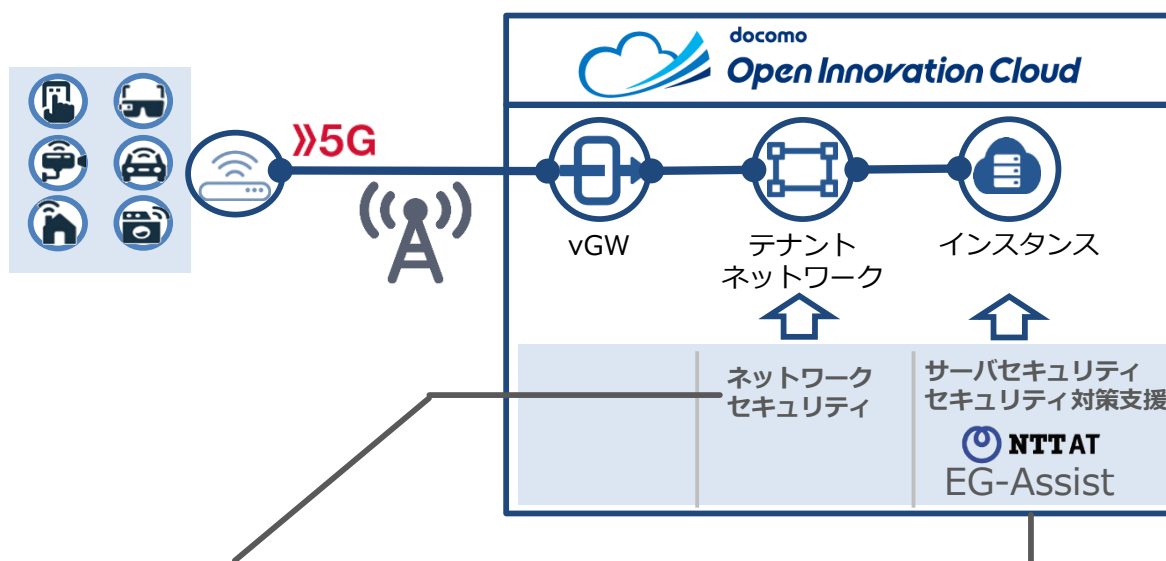 docomo
Open Innovation Cloud
》5G
vGW
テナント
ネットワーク
インスタンス
ネットワーク
セキュリティ
サーバセキュリティ
セキュリティ対策支援
NTT AT
EG-Assist